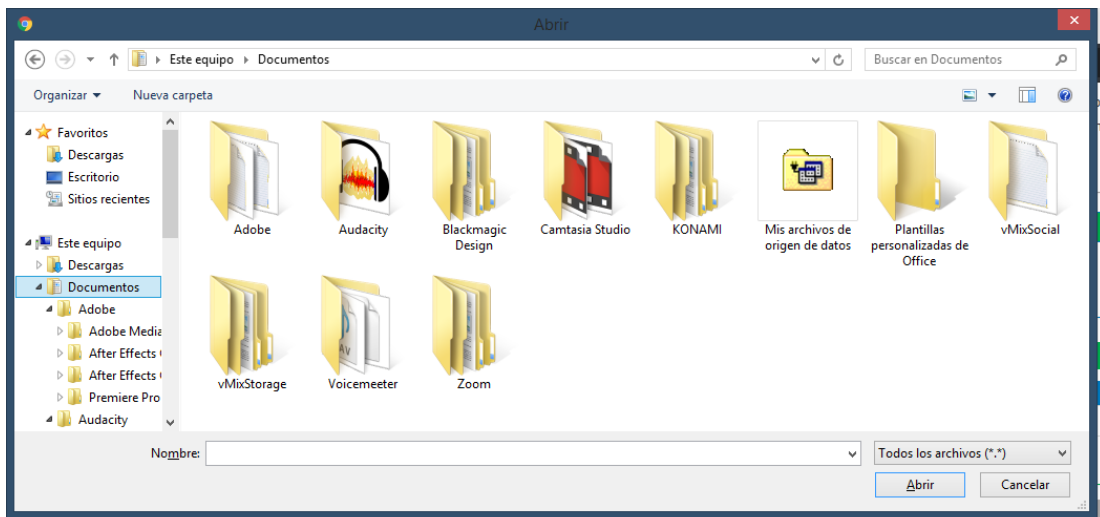 Abrir
Este equipo Documentos
Buscar en Documentos
Organizar Nueva carpeta
Favoritos
Descargas
Escritorio
Sitios recientes
Este equipo
Descargas
Documentos
Adobe
Adobe Media
After Effects
After Effects
Premiere Pro
Audacity
Adobe
Audacity
Blackmagic
Design
Camtasia Studio
KONAMI
Mis archivos de
origen de datos
Plantillas
personalizadas de
Office
vMixSocial
vMixStorage
Voicemeeter
Zoom
Nombre:
Todos los archivos (*.*)
Abrir
Cancelar